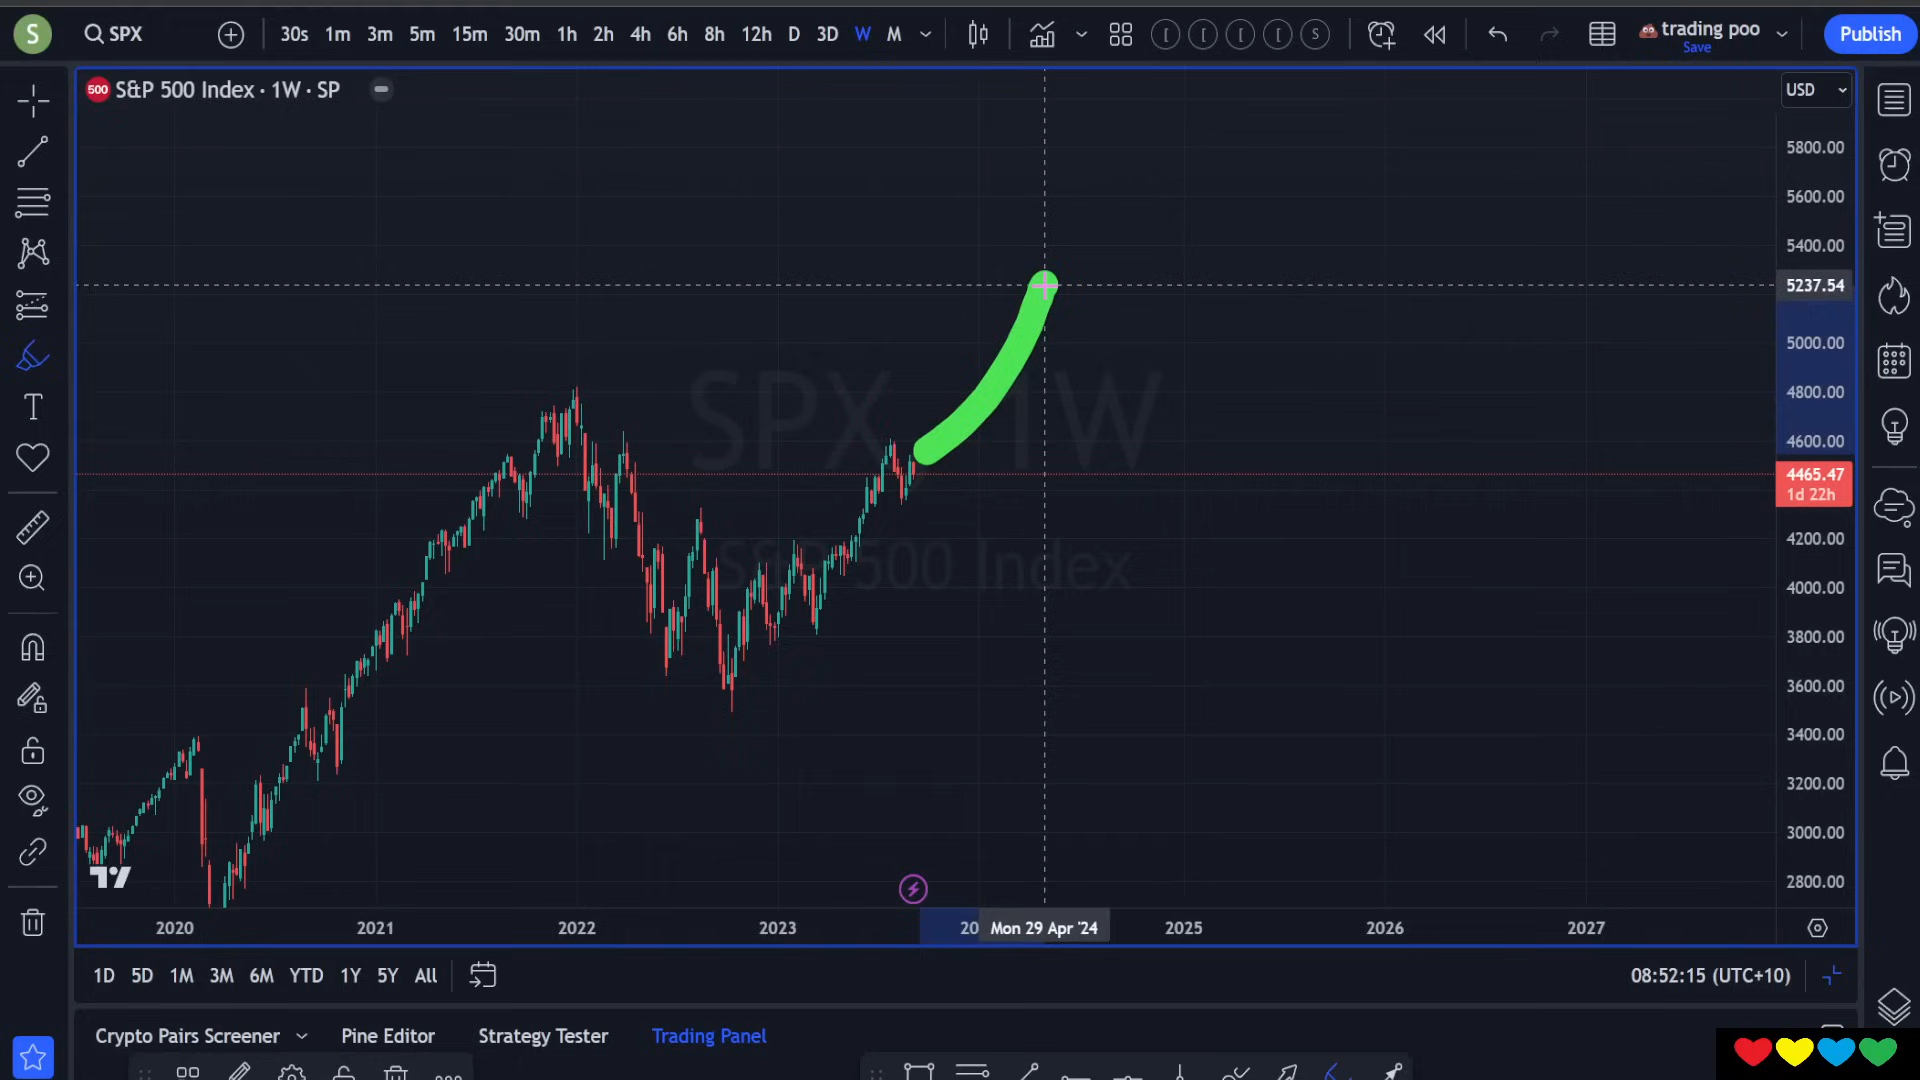 S
SPX
30s 1m 3m 5m 15m 30m 1h 2h 4h 6h 8h 12h D 3D W M
S
trading poo
Save
Publish
500
S&P 500 Index · 1W · SP
USD
SPX 1W
S&P 500 Index
5800.00
5600.00
5400.00
5237.54
5000.00
4800.00
4600.00
4465.47
1d 22h
4200.00
4000.00
3800.00
3600.00
3400.00
3200.00
3000.00
2800.00
2020 2021 2022 2023 Mon 29 Apr '24 2025 2026 2027
1D 5D 1M 3M 6M YTD 1Y 5Y All
08:52:15 (UTC+10)
Crypto Pairs Screener Pine Editor Strategy Tester Trading Panel